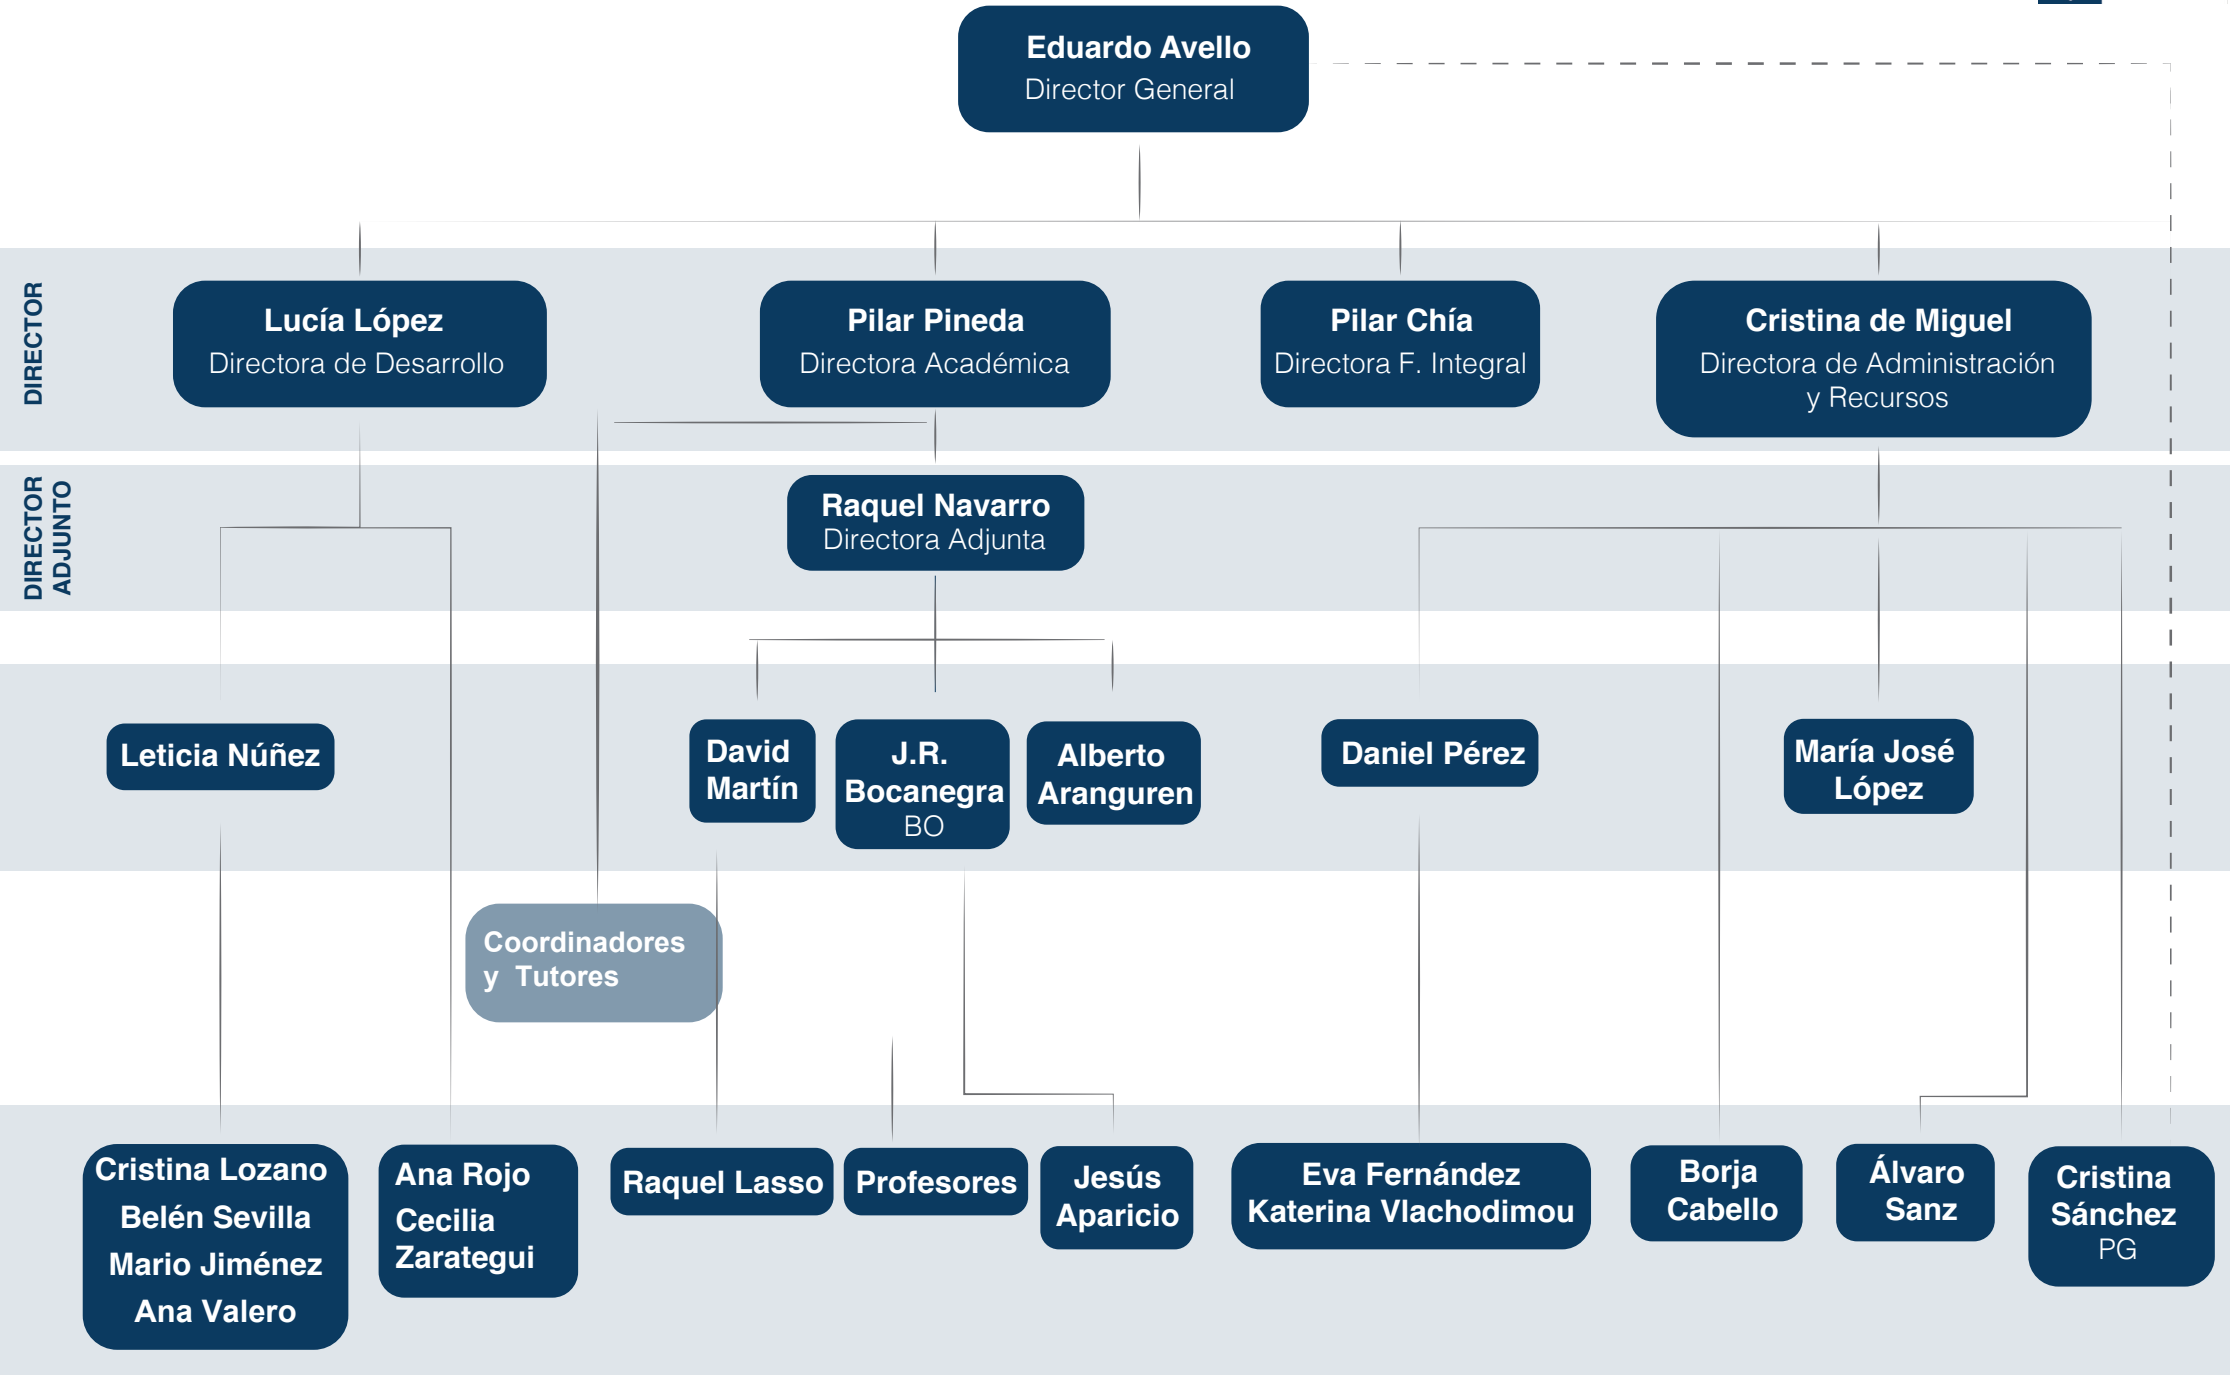 Eduardo Avello
Director General
DIRECTOR
Lucía López
Directora de Desarrollo
Pilar Pineda
Directora Académica
Pilar Chía
Directora F. Integral
Cristina de Miguel
Directora de Administración
y Recursos
DIRECTOR
ADJUNTO
Raquel Navarro
Directora Adjunta
Leticia Núñez
David
Martín
J.R.
Bocanegra
BO
Alberto
Aranguren
Daniel Pérez
María José
López
Coordinadores
y Tutores
Cristina Lozano
Belén Sevilla
Mario Jiménez
Ana Valero
Ana Rojo
Cecilia
Zarategui
Raquel Lasso
Profesores
Jesús
Aparicio
Eva Fernández
Katerina Vlachodimou
Borja
Cabello
Álvaro
Sanz
Cristina
Sánchez
PG